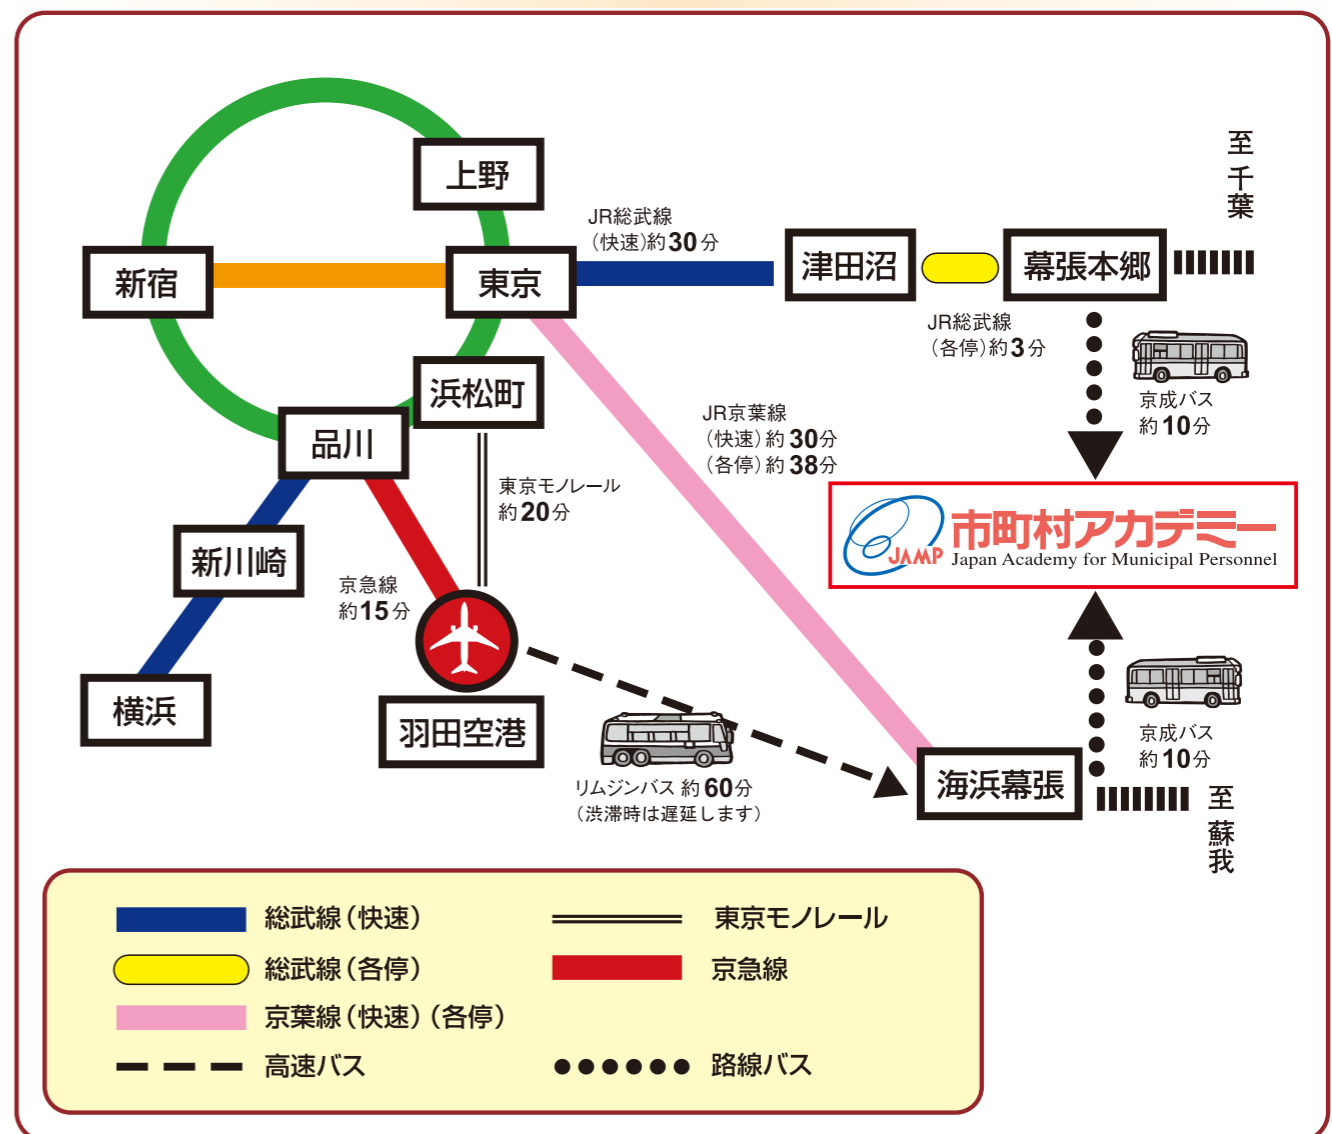 上野
至千葉
JR総武線
（快速）約30分
新宿
東京
津田沼
幕張本郷
JR総武線
（各停）約3分
浜松町
京成バス
約10分
品川
JR京葉線
（快速）約30分
（各停）約38分
東京モノレール
約20分
市町村アカデミー
JAMP
Japan Academy for Municipal Personnel
新川崎
京急線
約15分
横浜
羽田空港
京成バス
約10分
リムジンバス 約60分
（渋滞時は遅延します）
海浜幕張
至蘇我
総武線（快速）
東京モノレール
総武線（各停）
京急線
京葉線（快速）（各停）
高速バス
路線バス